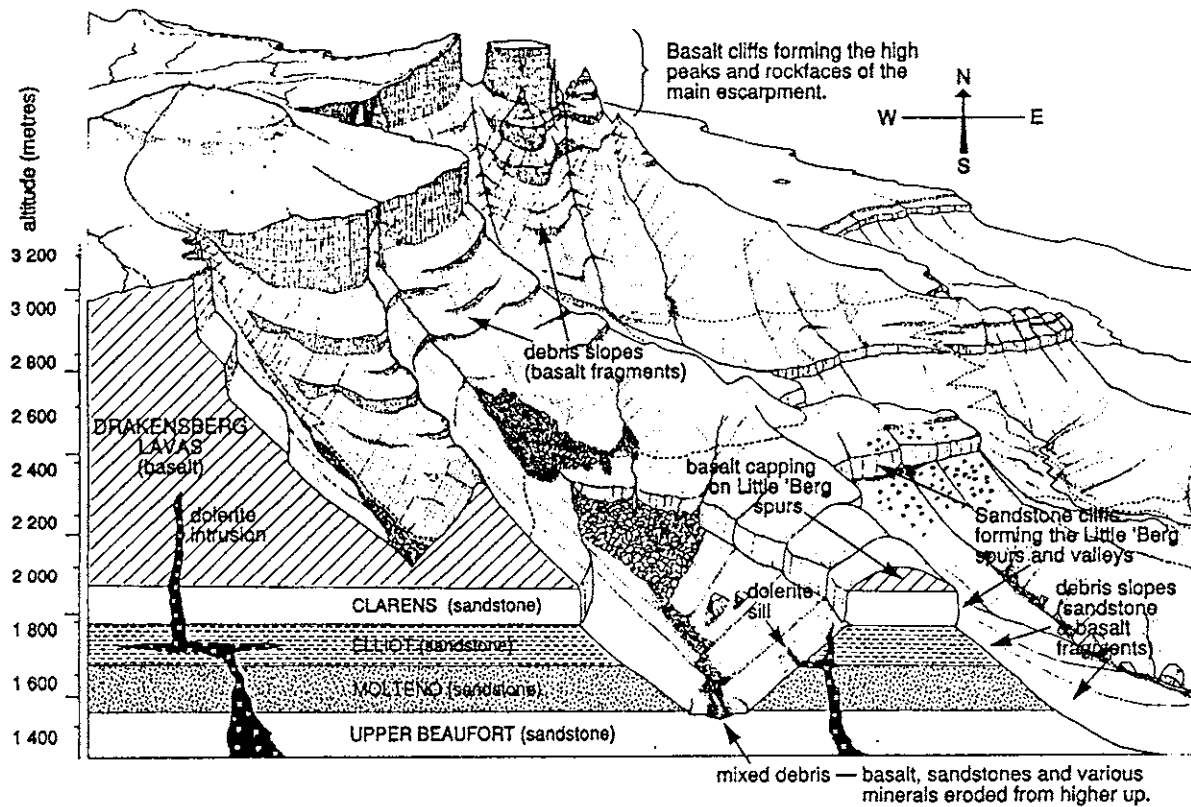 Basalt cliffs forming the high
peaks and rockfaces of the
main escarpment.
N
W
E
S
altitude (metres)
3 200
3 000
2 800
2 600
2 400
2 200
2 000
1 800
1 600
1 400
debris slopes
(basalt fragments)
DRAKENSBERG
LAVAS
(basalt)
dolerite
intrusion
basalt capping
on Little 'Berg
spurs
Sandstone cliffs
forming the Little 'Berg
spurs and valleys
dolerite
sill
debris slopes
(sandstone
& basalt
fragments)
CLARENS (sandstone)
ELLIOT (sandstone)
MOLTENO (sandstone)
UPPER BEAUFORT (sandstone)
mixed debris — basalt, sandstones and various
minerals eroded from higher up.